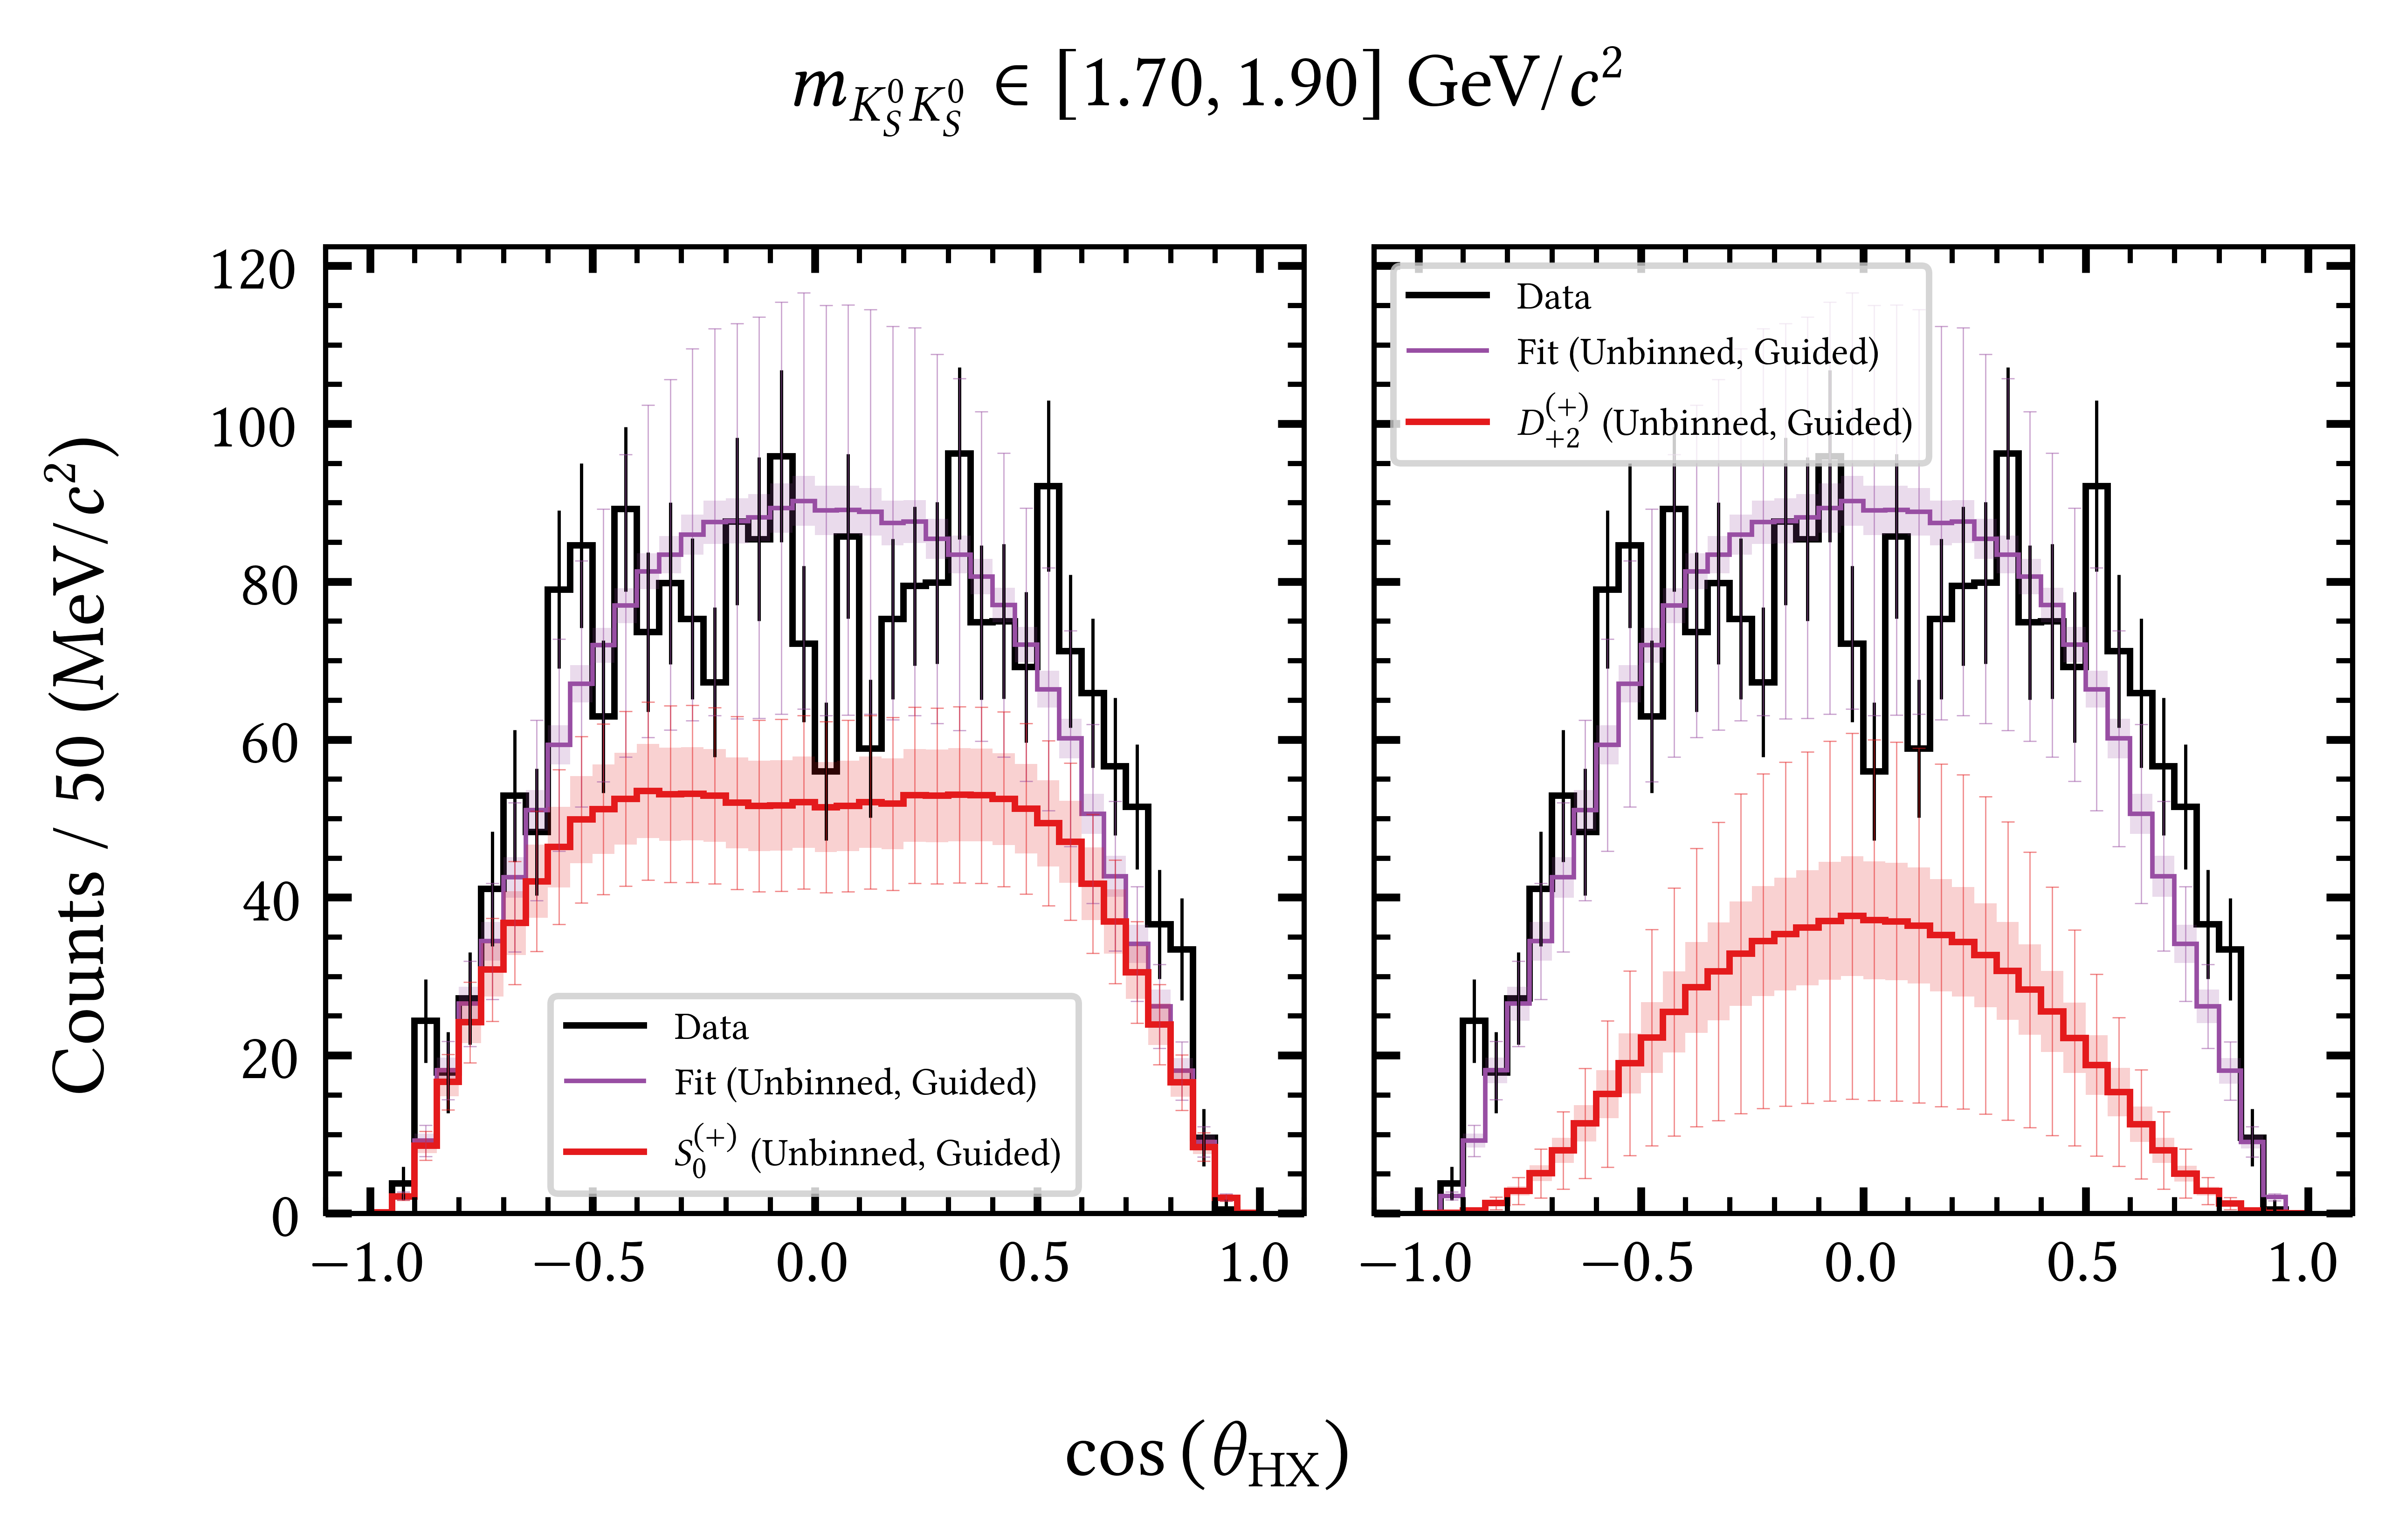 m_{K_S^0 K_S^0} ∈ [1.70, 1.90] GeV/c²
Counts / 50 (MeV/c²)
120
100
80
60
40
20
0
Data
Fit (Unbinned, Guided)
S_0^{(+)} (Unbinned, Guided)
−1.0 −0.5 0.0 0.5 1.0
Data
Fit (Unbinned, Guided)
D_{+2}^{(+)} (Unbinned, Guided)
−1.0 −0.5 0.0 0.5 1.0
cos (θ_{HX})